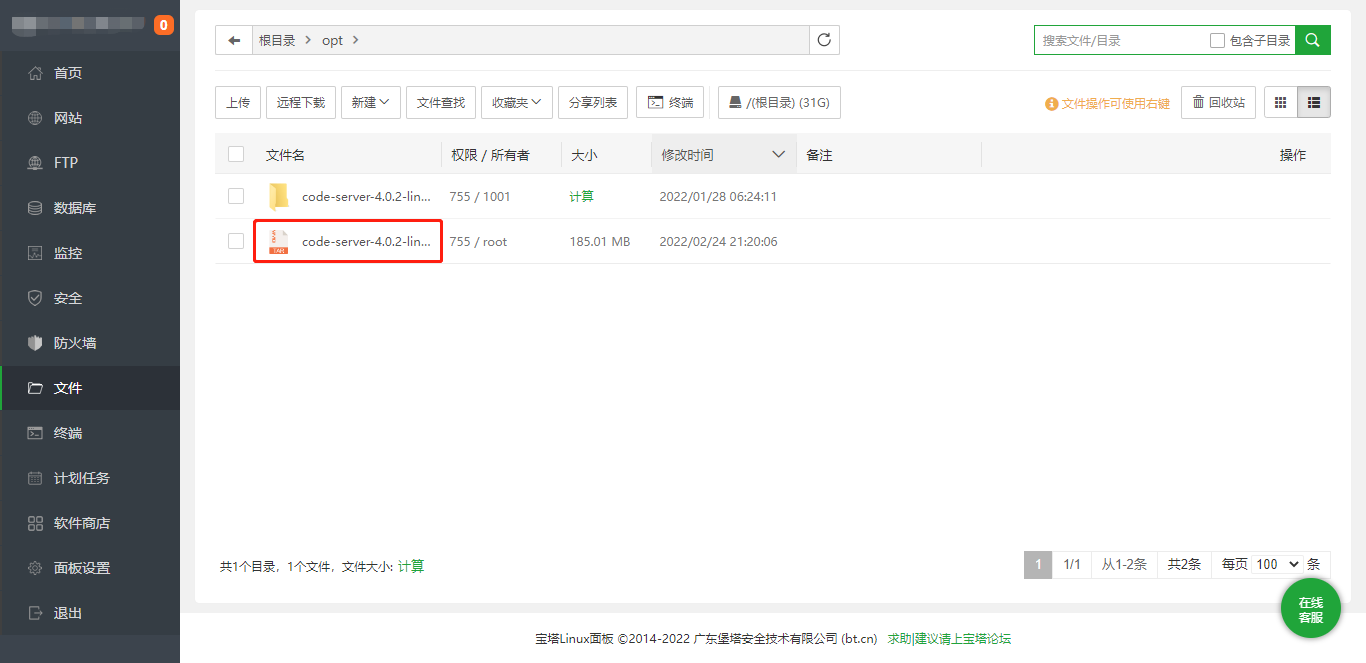 0
首页
网站
FTP
数据库
监控
安全
防火墙
文件
终端
计划任务
软件商店
面板设置
退出
根目录 opt
搜索文件/目录 包含子目录
上传 远程下载 新建 文件查找 收藏夹 分享列表 终端 /(根目录) (31G) 文件操作可使用右键 回收站
文件名 权限 / 所有者 大小 修改时间 备注 操作
code-server-4.0.2-lin... 755 / 1001 计算 2022/01/28 06:24:11
code-server-4.0.2-lin... 755 / root 185.01 MB 2022/02/24 21:20:06
共1个目录，1个文件，文件大小: 计算
1 1/1 从1-2条 共2条 每页 100 条
在线
客服
宝塔Linux面板 ©2014-2022 广东堡塔安全技术有限公司 (bt.cn) 求助|建议请上宝塔论坛